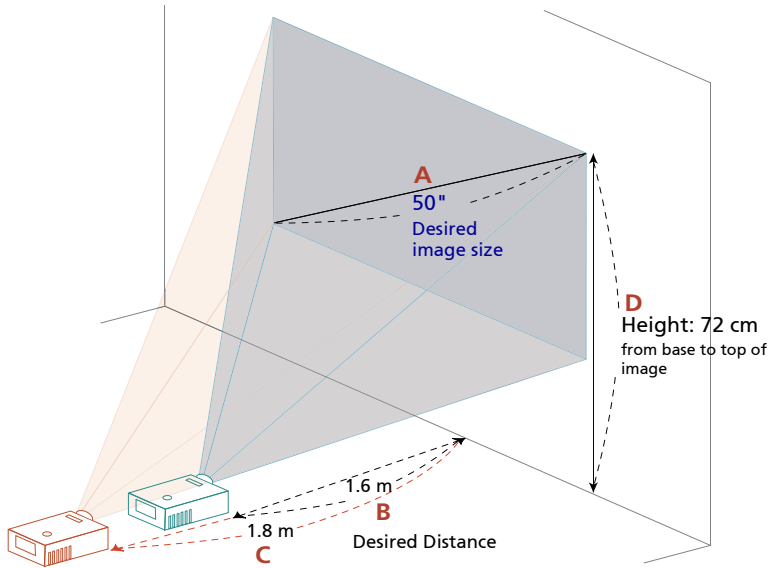 A
50"
Desired
image size
D
Height: 72 cm
from base to top of
image
1.6 m
B
1.8 m
C
Desired Distance